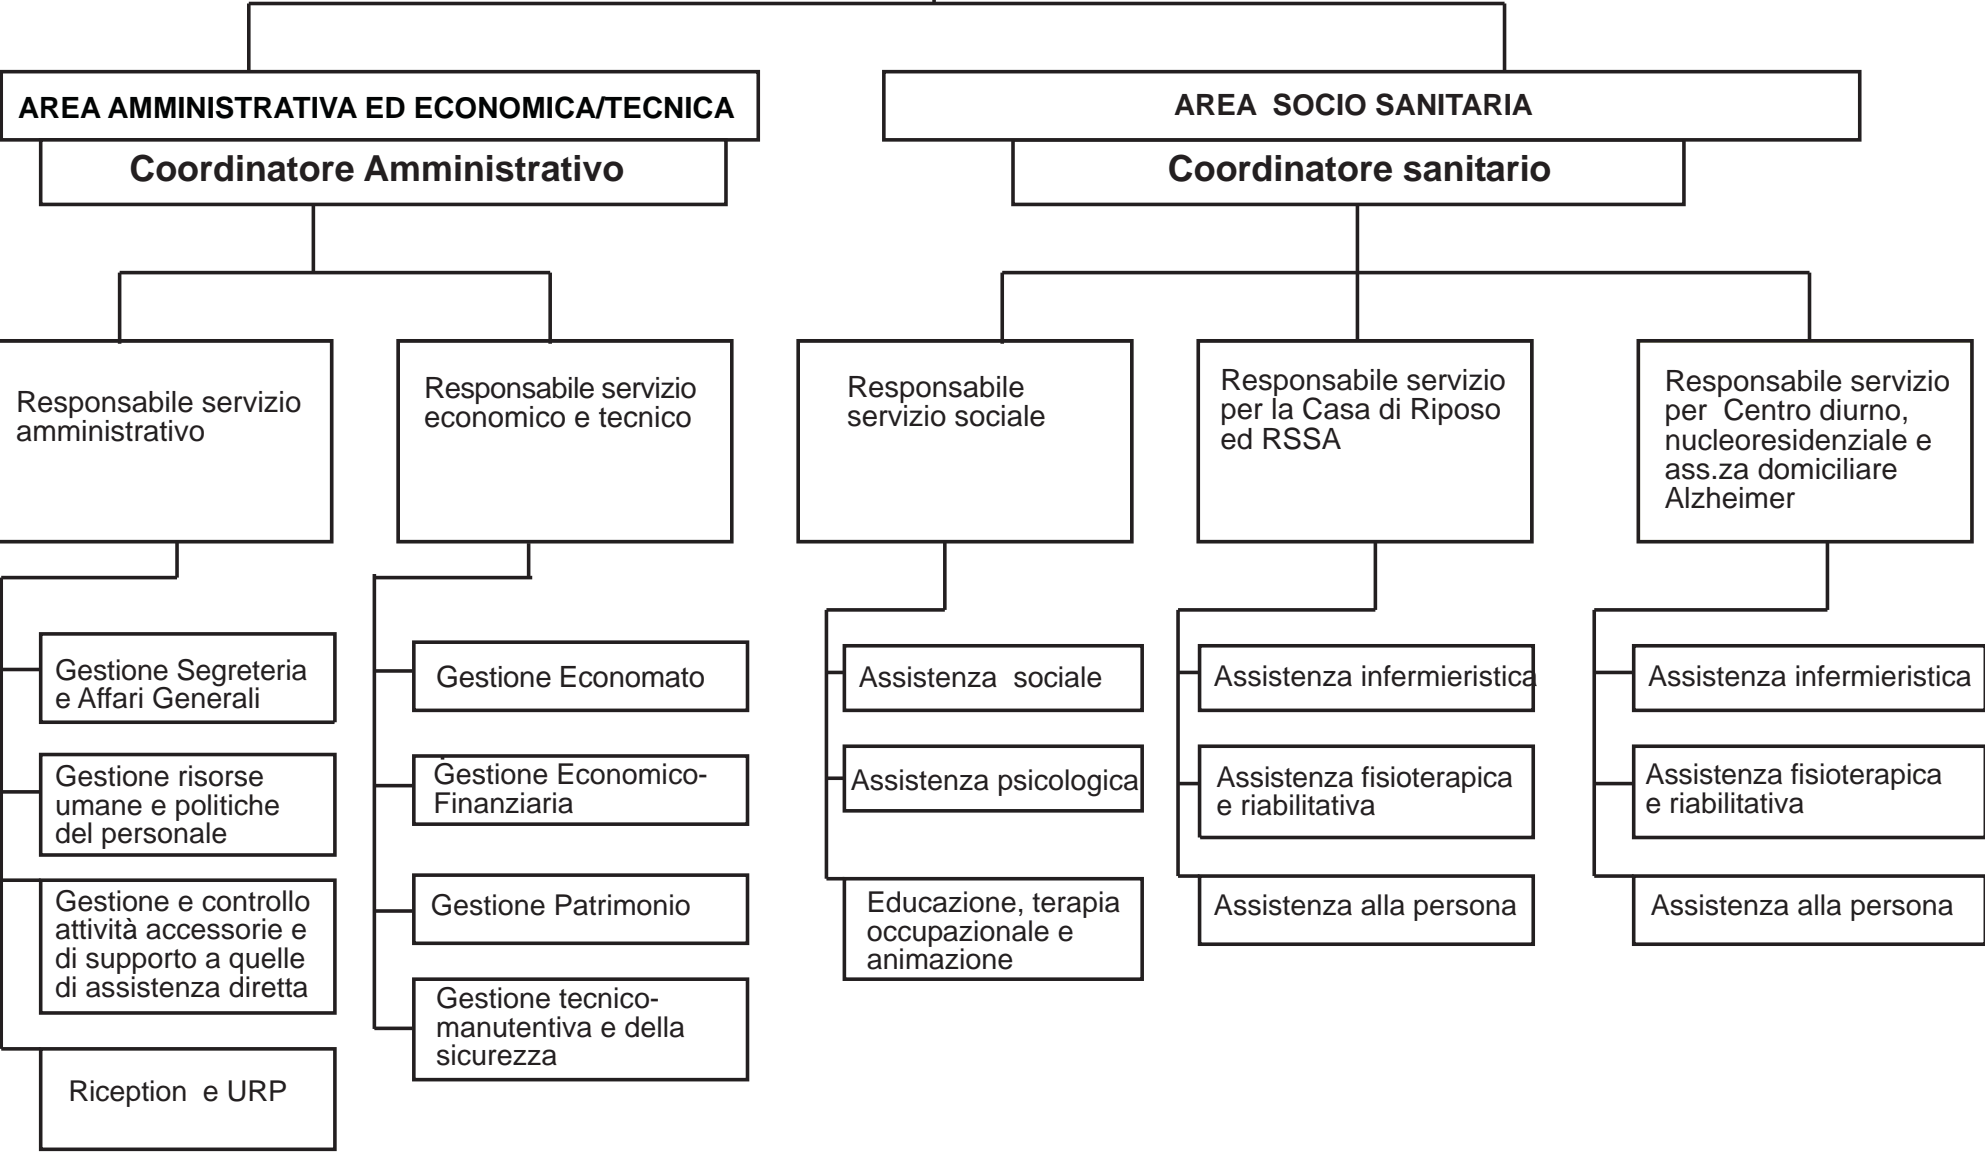 AREA AMMINISTRATIVA ED ECONOMICA/TECNICA
Coordinatore Amministrativo
AREA SOCIO SANITARIA
Coordinatore sanitario
Responsabile servizio
amministrativo
Responsabile servizio
economico e tecnico
Responsabile
servizio sociale
Responsabile servizio
per la Casa di Riposo
ed RSSA
Responsabile servizio
per Centro diurno,
nucleoresidenziale e
ass.za domiciliare
Alzheimer
Gestione Segreteria
e Affari Generali
Gestione risorse
umane e politiche
del personale
Gestione e controllo
attività accessorie e
di supporto a quelle
di assistenza diretta
Riception e URP
Gestione Economato
Gestione Economico-
Finanziaria
Gestione Patrimonio
Gestione tecnico-
manutentiva e della
sicurezza
Assistenza sociale
Assistenza psicologica
Educazione, terapia
occupazionale e
animazione
Assistenza infermieristica
Assistenza fisioterapica
e riabilitativa
Assistenza alla persona
Assistenza infermieristica
Assistenza fisioterapica
e riabilitativa
Assistenza alla persona